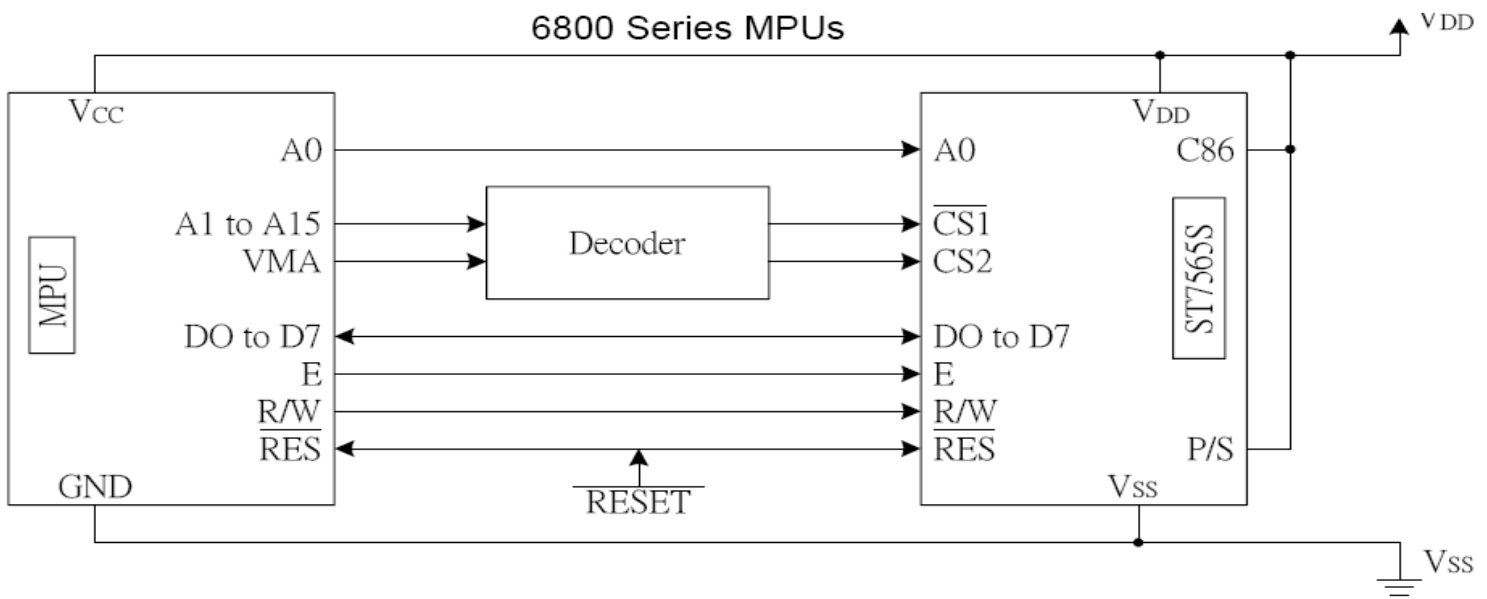 6800 Series MPUs
VDD
VCC
VDD
A0
A0
C86
A1 to A15
Decoder
CS1
VMA
CS2
MPU
ST7565S
DO to D7
DO to D7
E
E
R/W
R/W
RES
RES
P/S
GND
RESET
VSS
VSS